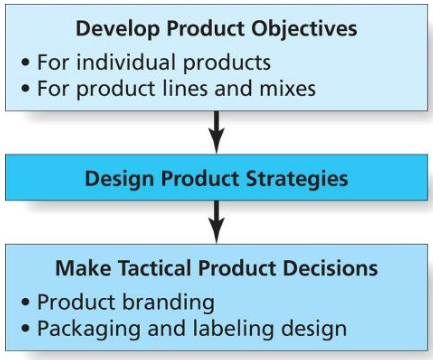 Develop Product Objectives
• For individual products
• For product lines and mixes
Design Product Strategies
Make Tactical Product Decisions
• Product branding
• Packaging and labeling design